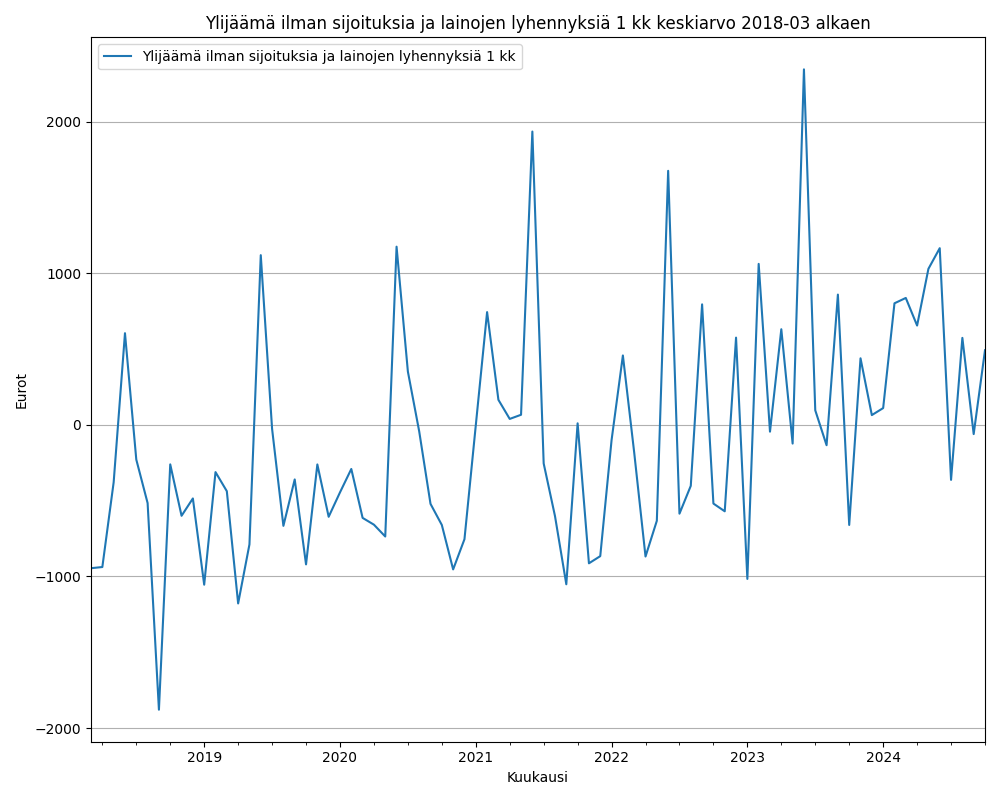 Ylijäämä ilman sijoituksia ja lainojen lyhennyksiä 1 kk keskiarvo 2018-03 alkaen
Ylijäämä ilman sijoituksia ja lainojen lyhennyksiä 1 kk
2000
1000
0
−1000
−2000
Eurot
2019 2020 2021 2022 2023 2024
Kuukausi